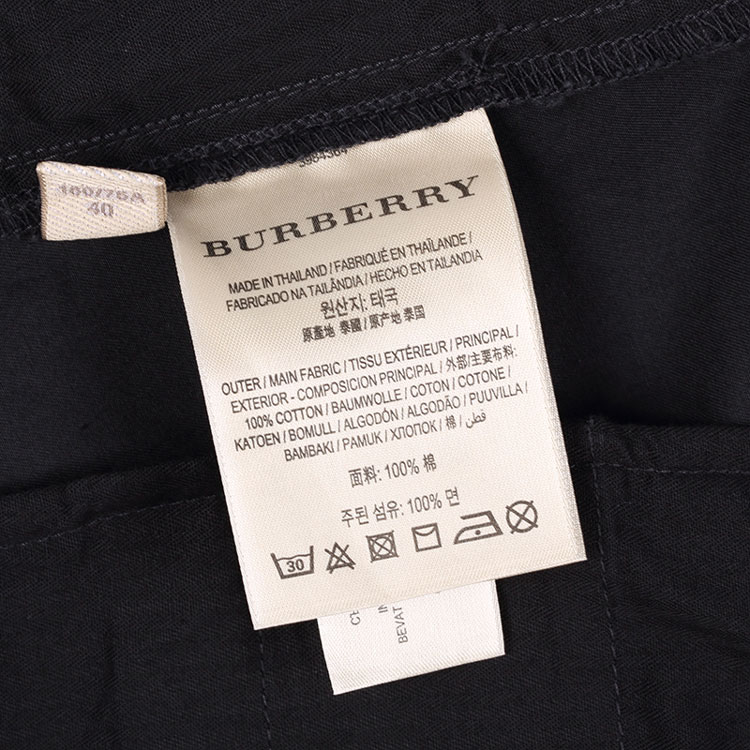 160/76A
40
3984364
BURBERRY
MADE IN THAILAND / FABRIQUÉ EN THAÏLANDE /
FABRICADO NA TAILÂNDIA / HECHO EN TAILANDIA
원산지: 태국
原產地 泰國 / 原产地 泰国
OUTER / MAIN FABRIC / TISSU EXTÉRIEUR / PRINCIPAL /
EXTERIOR - COMPOSICION PRINCIPAL / 外部/主要布料:
100% COTTON / BAUMWOLLE / COTON / COTONE /
KATOEN / BOMULL / ALGODÓN / ALGODÃO / PUUVILLA /
BAMBAKI / PAMUK / ХЛОПОК / 棉 / قطن
面料: 100% 棉
주된 섬유: 100% 면
30
BEVAT
IN